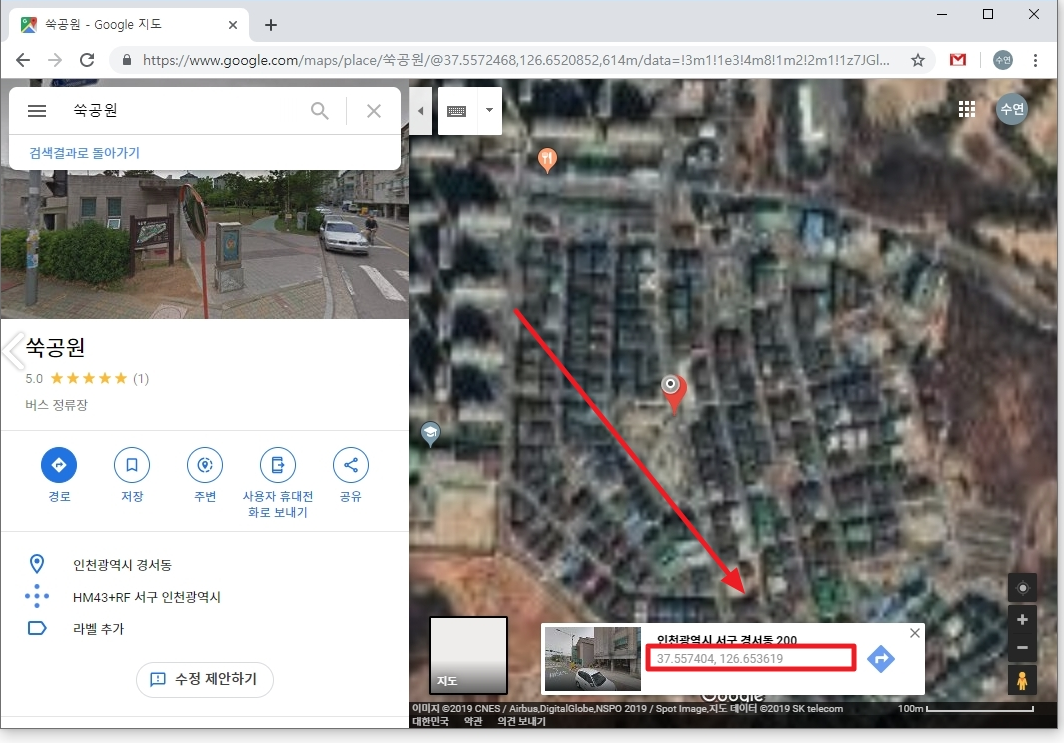 쑥공원 - Google 지도
https://www.google.com/maps/place/쑥공원/@37.5572468,126.6520852,614m/data=!3m1!1e3!4m8!1m2!2m1!1z7JGl...
수연
쑥공원
수연
검색결과로 돌아가기
쑥공원
5.0 ★★★★★ (1)
버스 정류장
경로
저장
주변
사용자 휴대전
화로 보내기
공유
인천광역시 경서동
HM43+RF 서구 인천광역시
라벨 추가
수정 제안하기
지도
인천광역시 서구 경서동 200
37.557404, 126.653619
Google
이미지 ©2019 CNES / Airbus,DigitalGlobe,NSPO 2019 / Spot Image,지도 데이터 ©2019 SK telecom
100m
대한민국 약관 의견 보내기